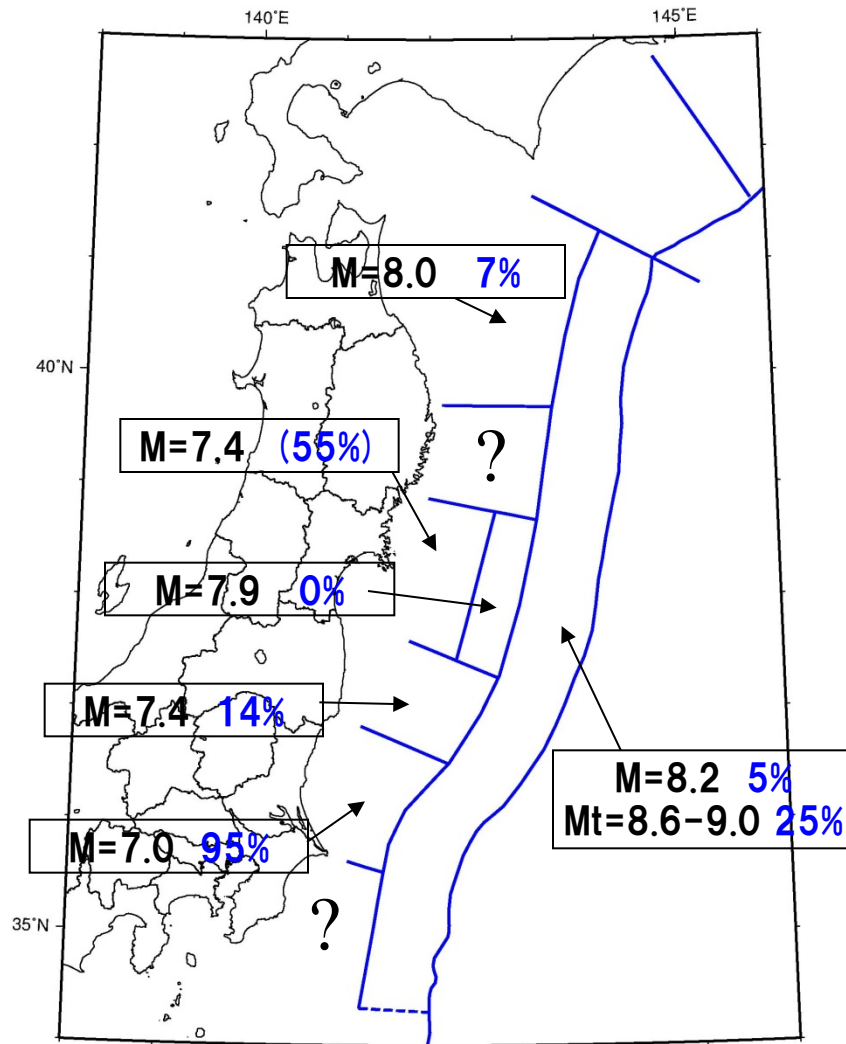 140°E 145°E
M=8.0 7%
40°N
M=7.4 (55%)
?
M=7.9 0%
M=7.4 14%
M=8.2 5%
Mt=8.6-9.0 25%
M=7.0 95%
35°N
?